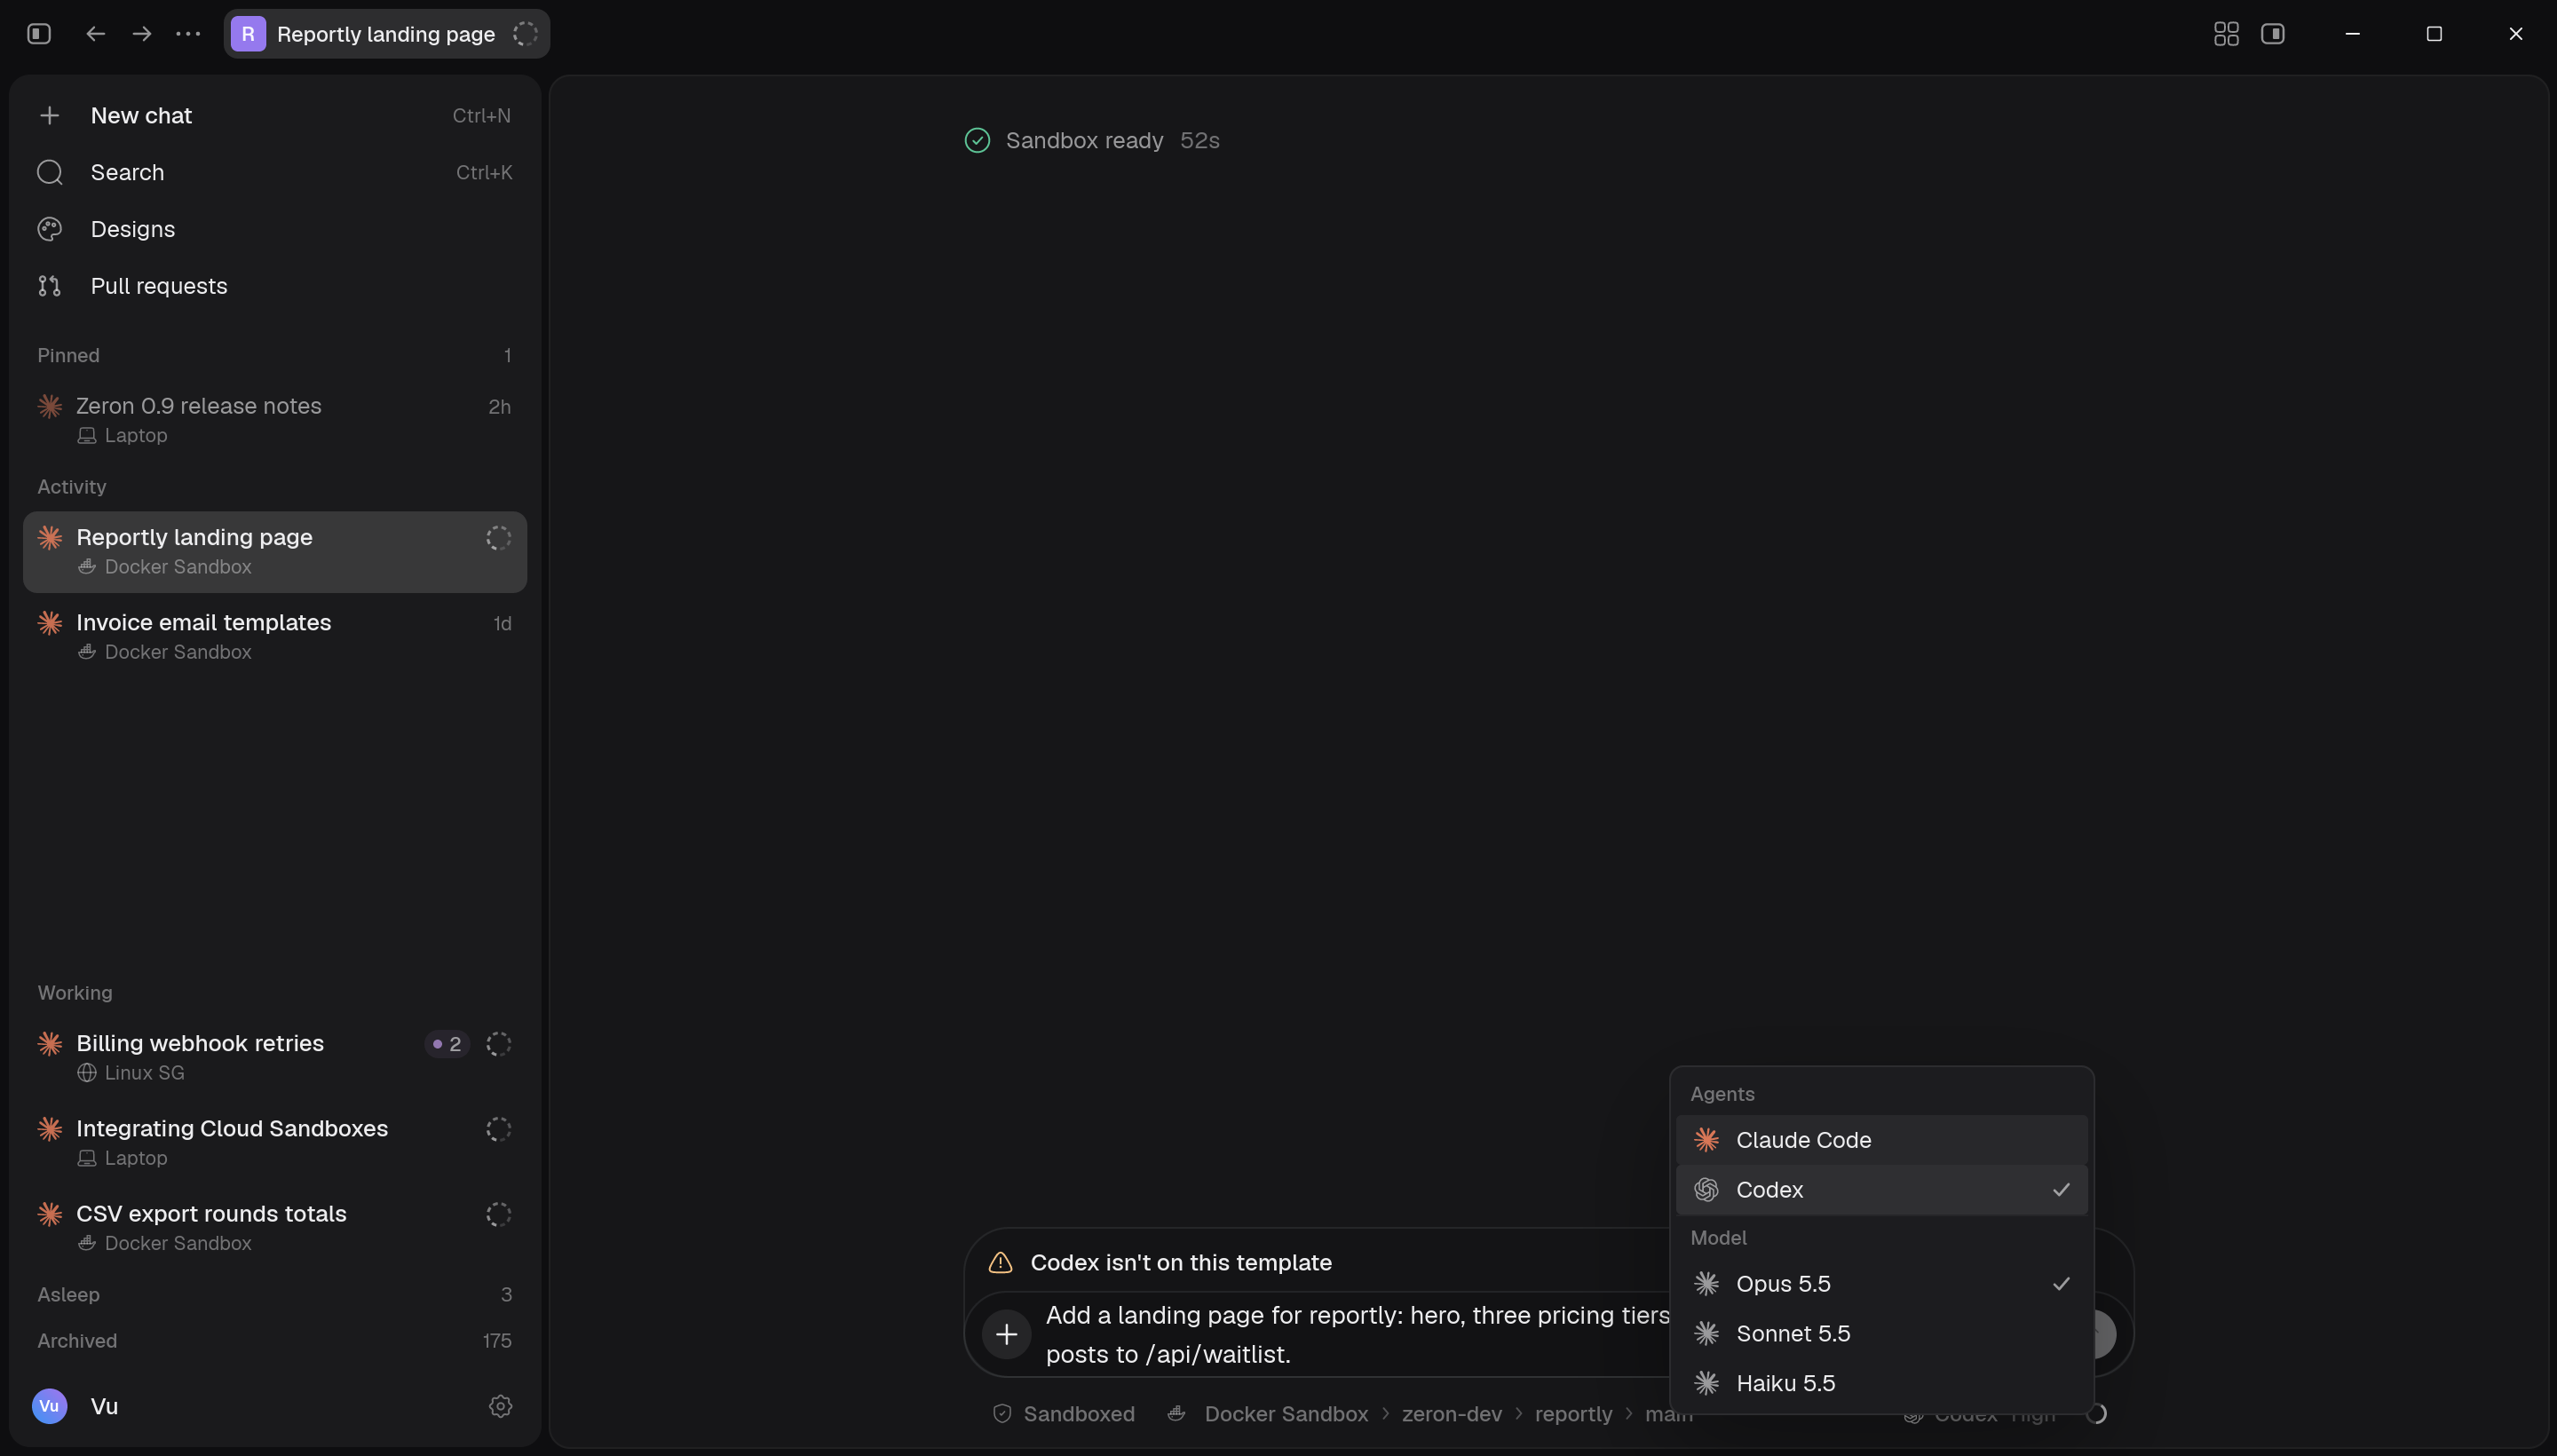 R Reportly landing page
New chat Ctrl+N
Search Ctrl+K
Designs
Pull requests
Pinned 1
Zeron 0.9 release notes 2h
Laptop
Activity
Reportly landing page
Docker Sandbox
Invoice email templates 1d
Docker Sandbox
Working
Billing webhook retries 2
Linux SG
Integrating Cloud Sandboxes
Laptop
CSV export rounds totals
Docker Sandbox
Asleep 3
Archived 175
Vu Vu
Sandbox ready 52s
Agents
Claude Code
Codex
Model
Opus 5.5
Sonnet 5.5
Haiku 5.5
Codex isn't on this template
Add a landing page for reportly: hero, three pricing tiers
posts to /api/waitlist.
Sandboxed Docker Sandbox > zeron-dev > reportly > main Codex High